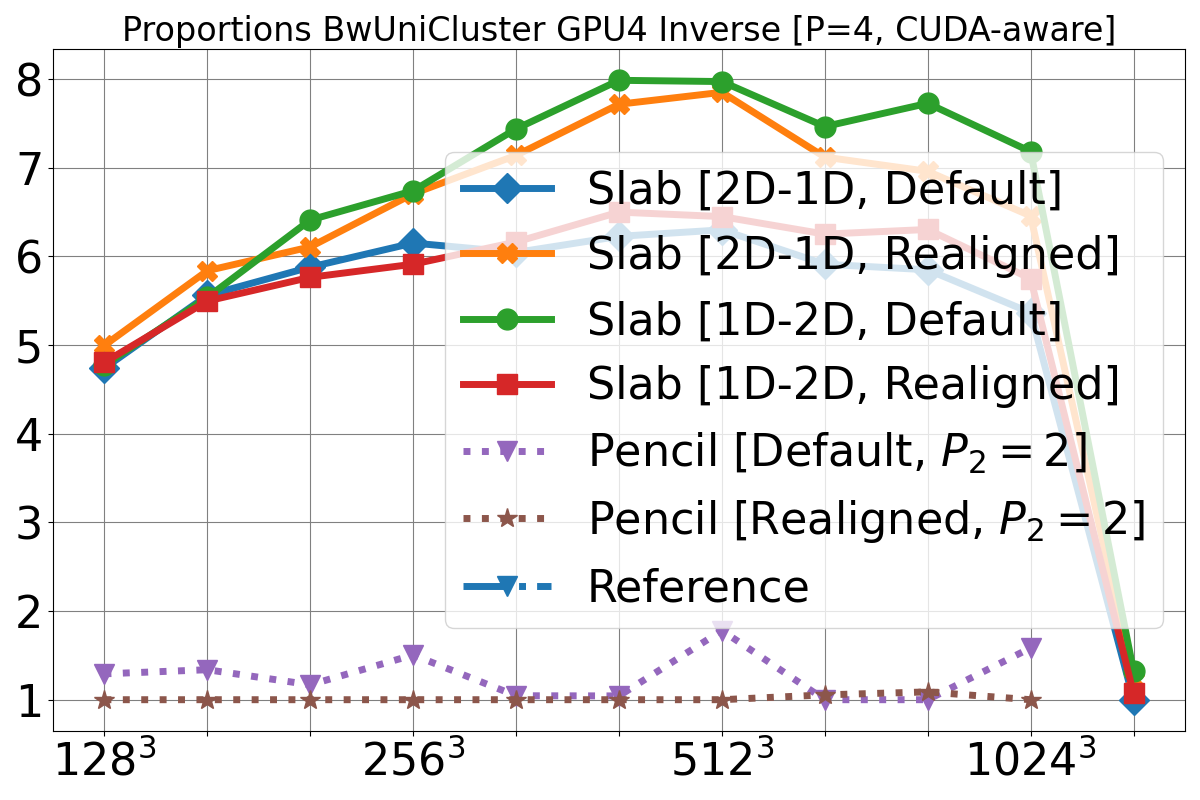 Proportions BwUniCluster GPU4 Inverse [P=4, CUDA-aware]
8
7
6
5
4
3
2
1
Slab [2D-1D, Default]
Slab [2D-1D, Realigned]
Slab [1D-2D, Default]
Slab [1D-2D, Realigned]
Pencil [Default, P₂ = 2]
Pencil [Realigned, P₂ = 2]
Reference
128³ 256³ 512³ 1024³